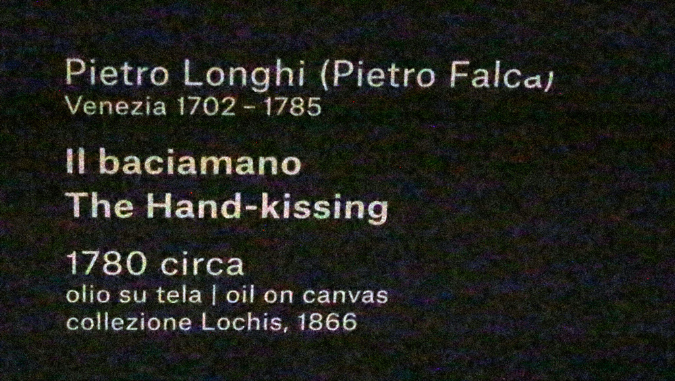 Pietro Longhi (Pietro Falca)
Venezia 1702 – 1785
Il baciamano
The Hand-kissing
1780 circa
olio su tela | oil on canvas
collezione Lochis, 1866